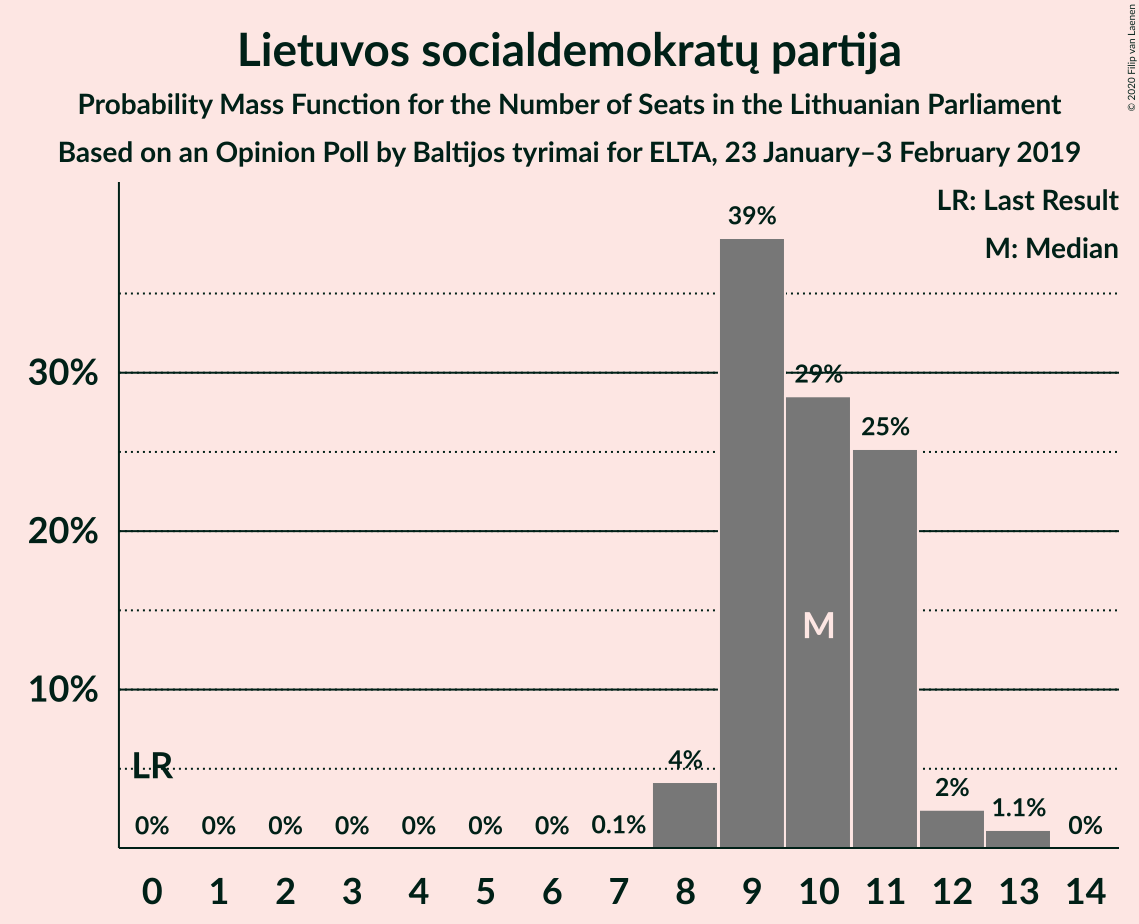 Lietuvos socialdemokratų partija
Probability Mass Function for the Number of Seats in the Lithuanian Parliament
Based on an Opinion Poll by Baltijos tyrimai for ELTA, 23 January–3 February 2019
© 2020 Filip van Laenen
LR: Last Result
M: Median
39%
30%
29%
25%
20%
M
10%
LR
4%
2%
1.1%
0% 0% 0% 0% 0% 0% 0% 0.1% 0%
0 1 2 3 4 5 6 7 8 9 10 11 12 13 14